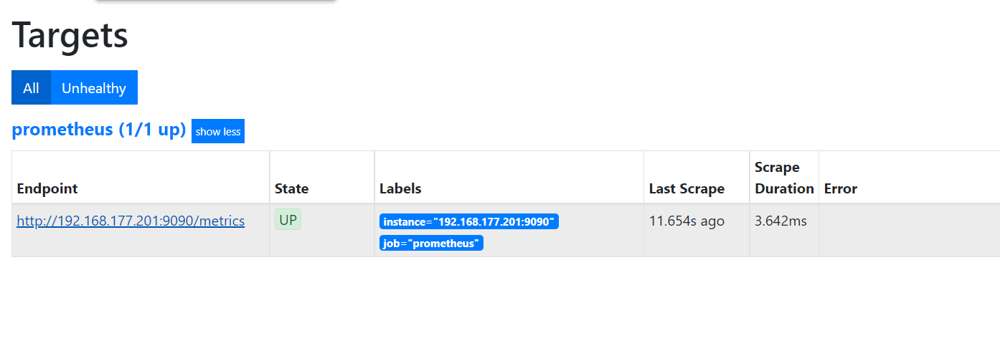 Targets
All Unhealthy
prometheus (1/1 up) show less
Endpoint State Labels Last Scrape Scrape Duration Error
http://192.168.177.201:9090/metrics UP instance="192.168.177.201:9090" 11.654s ago 3.642ms
job="prometheus"